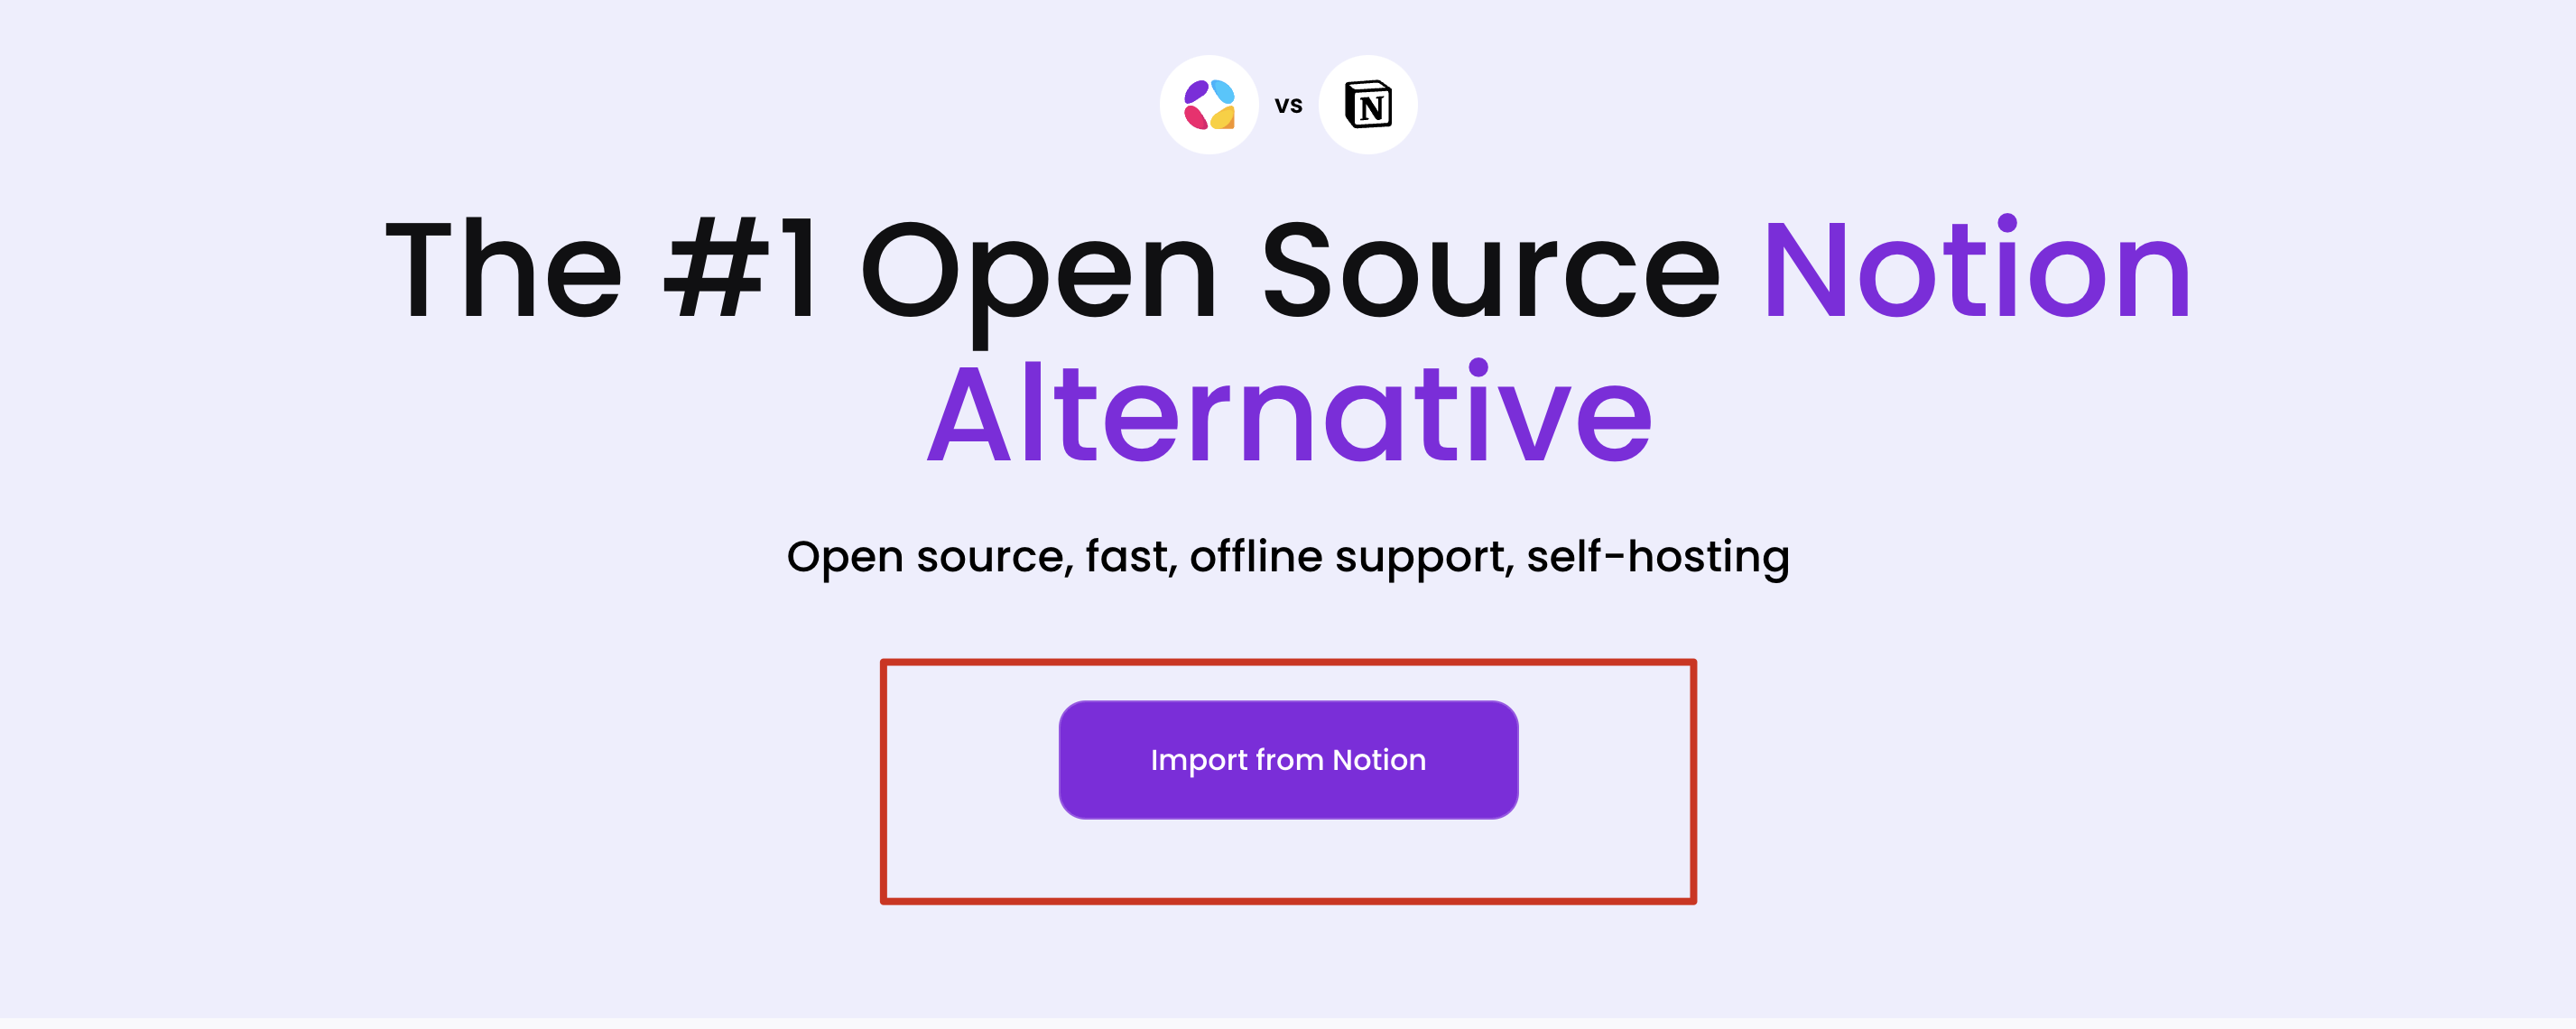 vs
N
The #1 Open Source Notion
Alternative
Open source, fast, offline support, self-hosting
Import from Notion